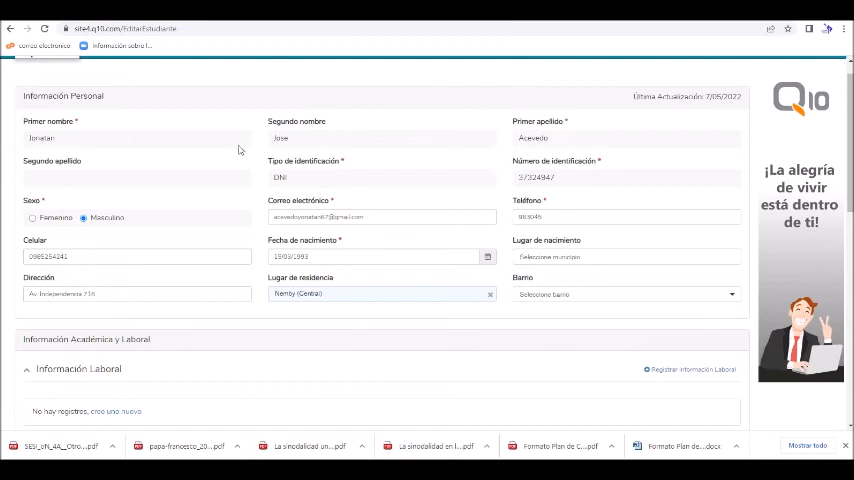 site4.q10.com/EditarEstudiante
correo electronico
Información sobre l...
Información Personal
Última Actualización: 7/05/2022
Primer nombre *
Segundo nombre
Primer apellido *
Jonatan
Jose
Acevedo
Segundo apellido
Tipo de identificación *
Número de identificación *
DNI
37324947
Sexo *
Correo electrónico *
Teléfono *
Femenino
Masculino
acevedoyonatan67@gmail.com
963045
Celular
Fecha de nacimiento *
Lugar de nacimiento
0985254241
15/03/1993
Seleccione municipio
Dirección
Lugar de residencia
Barrio
Av. Independencia 716
Nemby (Central)
Seleccione barrio
Información Académica y Laboral
Información Laboral
Registrar Información Laboral
No hay registros, cree uno nuevo
Q10
¡La alegría
de vivir
está dentro
de ti!
SESI_oN_4A__Otro....pdf
papa-francesco_20....pdf
La sinodalidad un....pdf
La sinodalidad en l....pdf
Formato Plan de C....pdf
Formato Plan de....docx
Mostrar todo